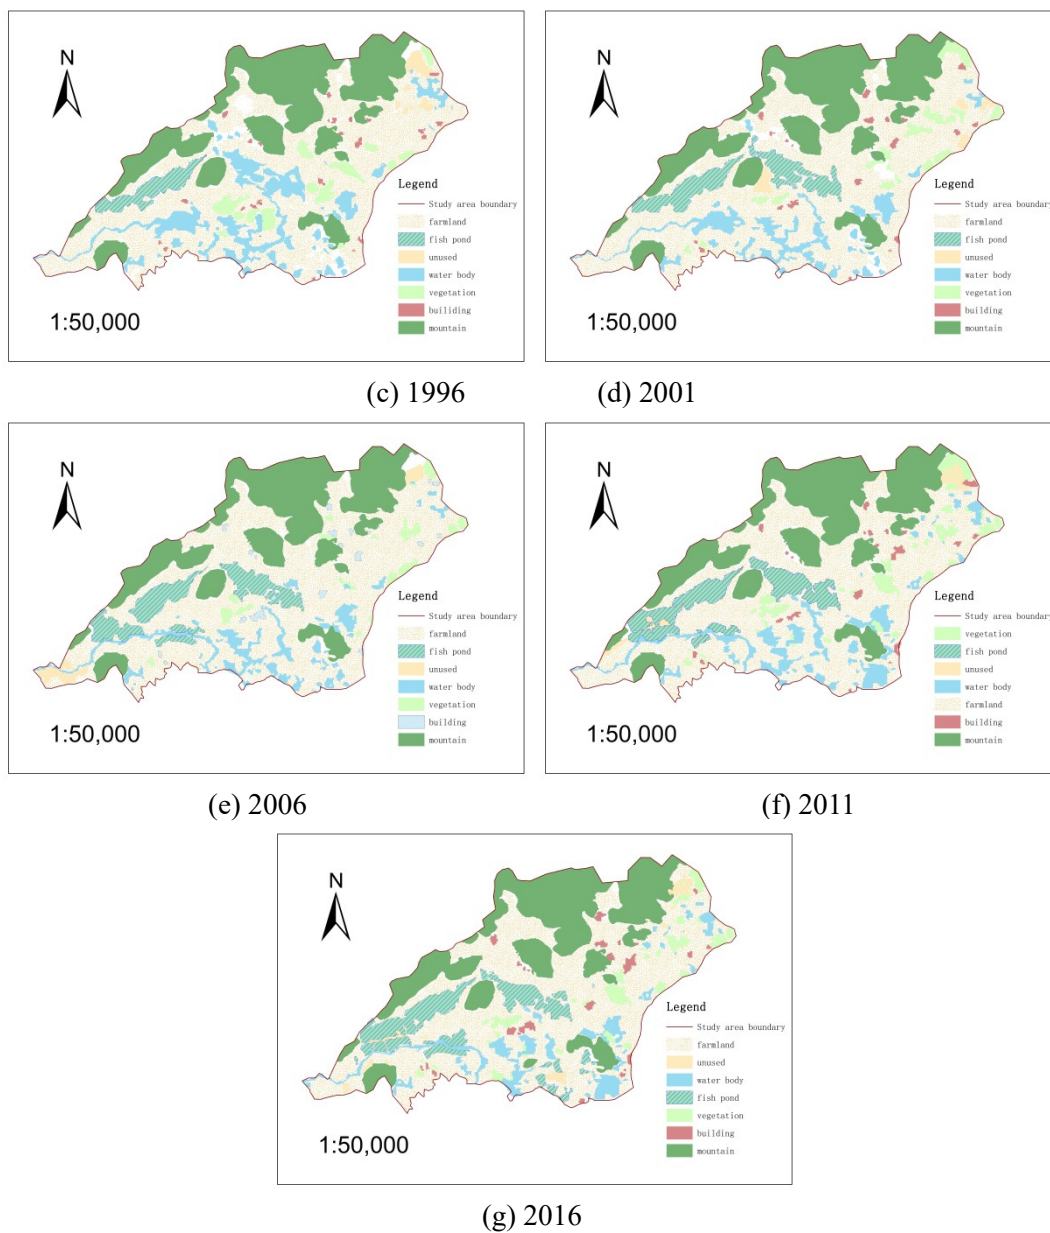 N
Legend
Study area boundary
farmland
fish pond
unused
water body
vegetation
builiding
mountain
1:50,000
N
Legend
Study area boundary
farmland
fish pond
unused
water body
vegetation
building
mountain
1:50,000
(c) 1996
(d) 2001
N
Legend
Study area boundary
farmland
fish pond
unused
water body
vegetation
building
mountain
1:50,000
N
Legend
Study area boundary
vegetation
fish pond
unused
water body
farmland
building
mountain
1:50,000
(e) 2006
(f) 2011
N
Legend
Study area boundary
farmland
unused
water body
fish pond
vegetation
building
mountain
1:50,000
(g) 2016